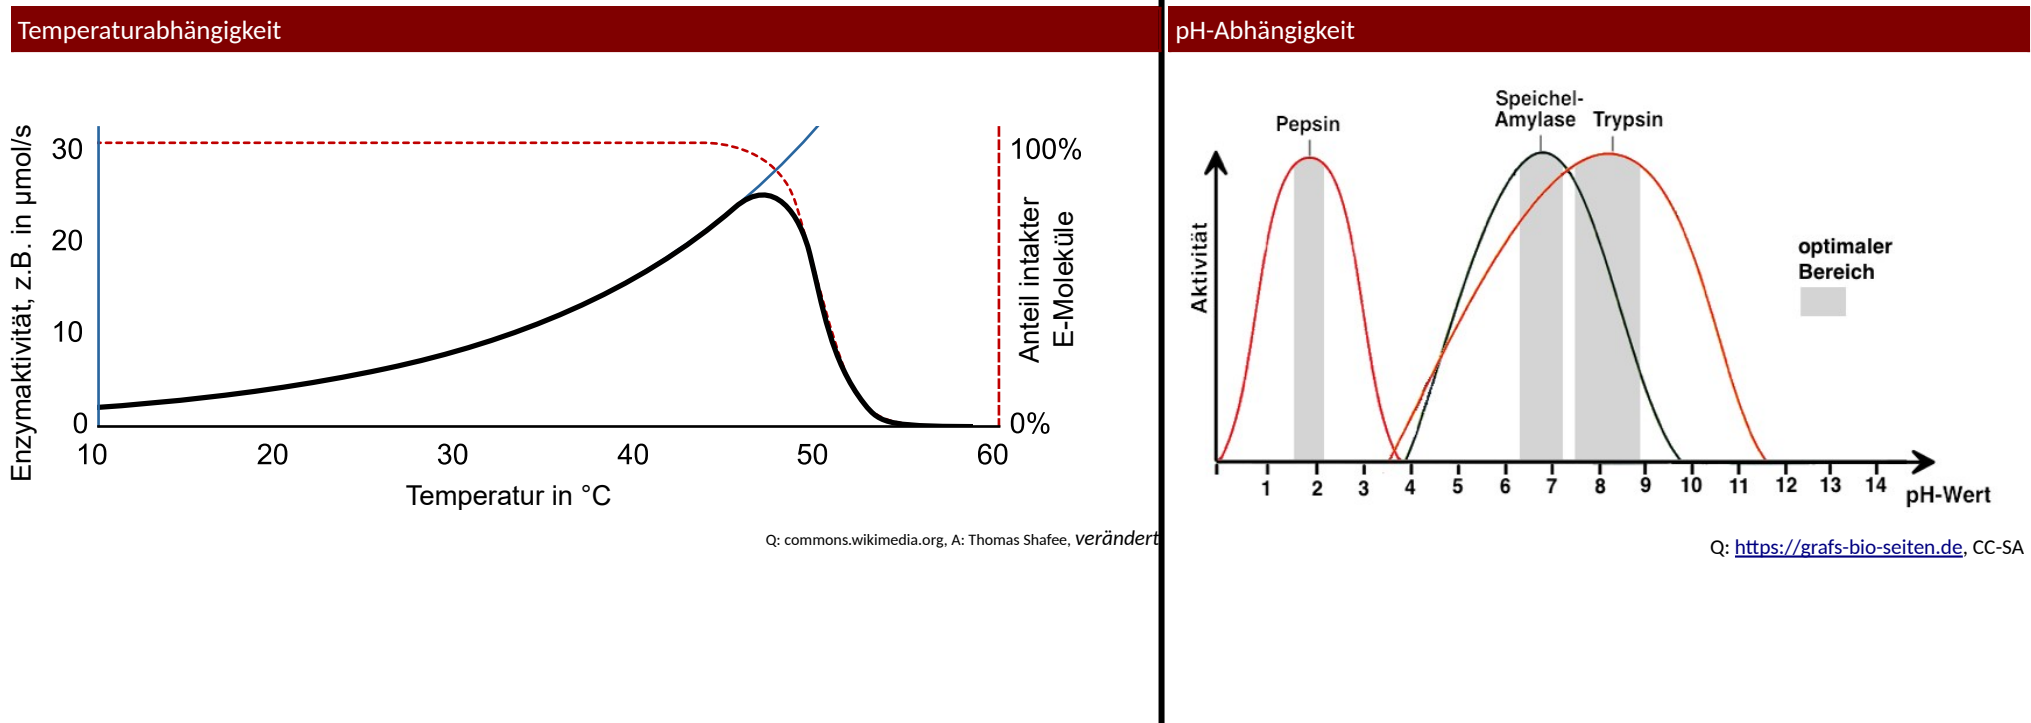 Temperaturabhängigkeit
Enzymaktivität, z.B. in µmol/s
30
20
10
0
10 20 30 40 50 60
Temperatur in °C
100%
0%
Anteil intakter
E-Moleküle
Q: commons.wikimedia.org, A: Thomas Shafee, verändert
pH-Abhängigkeit
Pepsin
Speichel-
Amylase
Trypsin
Aktivität
optimaler
Bereich
1 2 3 4 5 6 7 8 9 10 11 12 13 14
pH-Wert
Q: https://grafs-bio-seiten.de, CC-SA